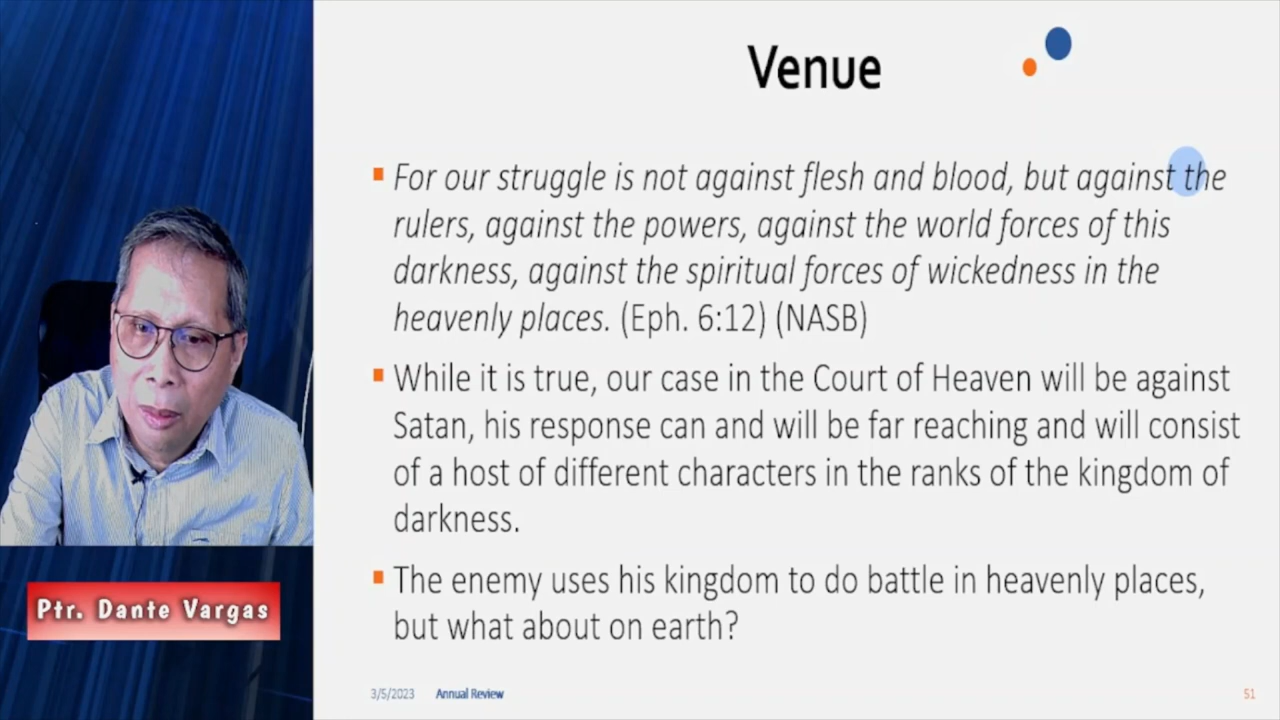 Venue
For our struggle is not against flesh and blood, but against the
rulers, against the powers, against the world forces of this
darkness, against the spiritual forces of wickedness in the
heavenly places. (Eph. 6:12) (NASB)
While it is true, our case in the Court of Heaven will be against
Satan, his response can and will be far reaching and will consist
of a host of different characters in the ranks of the kingdom of
darkness.
The enemy uses his kingdom to do battle in heavenly places,
but what about on earth?
Ptr. Dante Vargas
3/5/2023 Annual Review 51